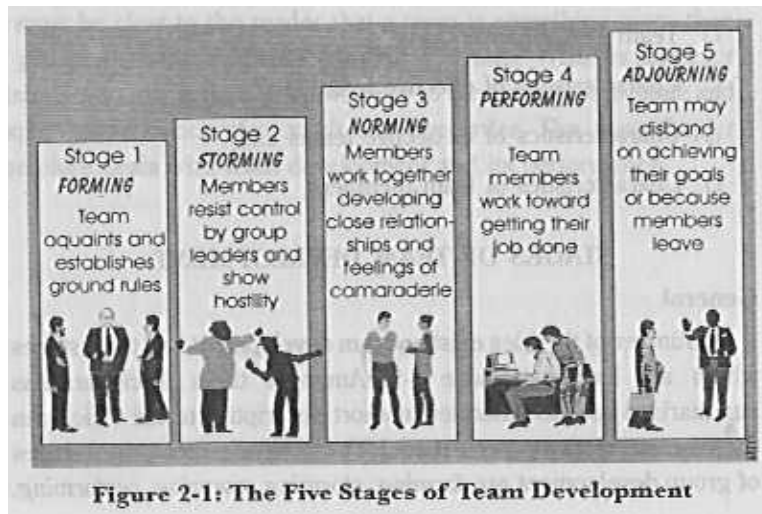 Stage 1
FORMING
Team
aquaints and
establishes
ground rules
Stage 2
STORMING
Members
resist control
by group
leaders and
show
hostility
Stage 3
NORMING
Members
work together
developing
close relation-
ships and
feelings of
camaraderie
Stage 4
PERFORMING
Team
members
work toward
getting their
job done
Stage 5
ADJOURNING
Team may
disband
on achieving
their goals
or because
members
leave
Figure 2-1: The Five Stages of Team Development